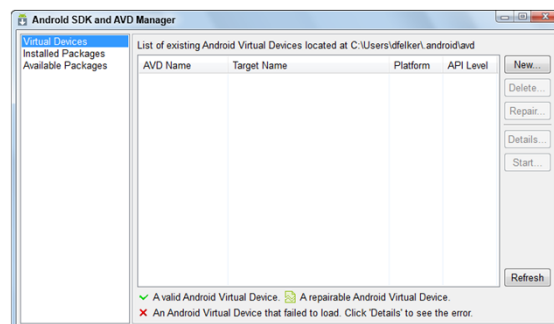 Android SDK and AVD Manager
Virtual Devices
Installed Packages
Available Packages
List of existing Android Virtual Devices located at C:\Users\dfelker\.android\avd
AVD Name Target Name Platform API Level
New...
Delete...
Repair...
Details...
Start...
Refresh
A valid Android Virtual Device. A repairable Android Virtual Device.
An Android Virtual Device that failed to load. Click 'Details' to see the error.